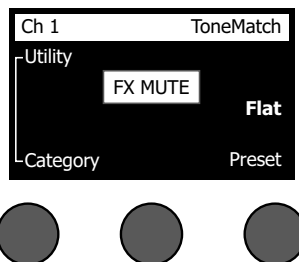 Ch 1 ToneMatch
Utility
FX MUTE
Flat
Category Preset